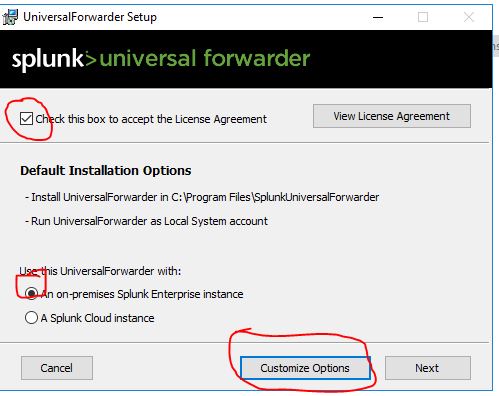 UniversalForwarder Setup
splunk>universal forwarder
Check this box to accept the License Agreement
View License Agreement
Default Installation Options
- Install UniversalForwarder in C:\Program Files\SplunkUniversalForwarder
- Run UniversalForwarder as Local System account
Use this UniversalForwarder with:
An on-premises Splunk Enterprise instance
A Splunk Cloud instance
Cancel
Customize Options
Next